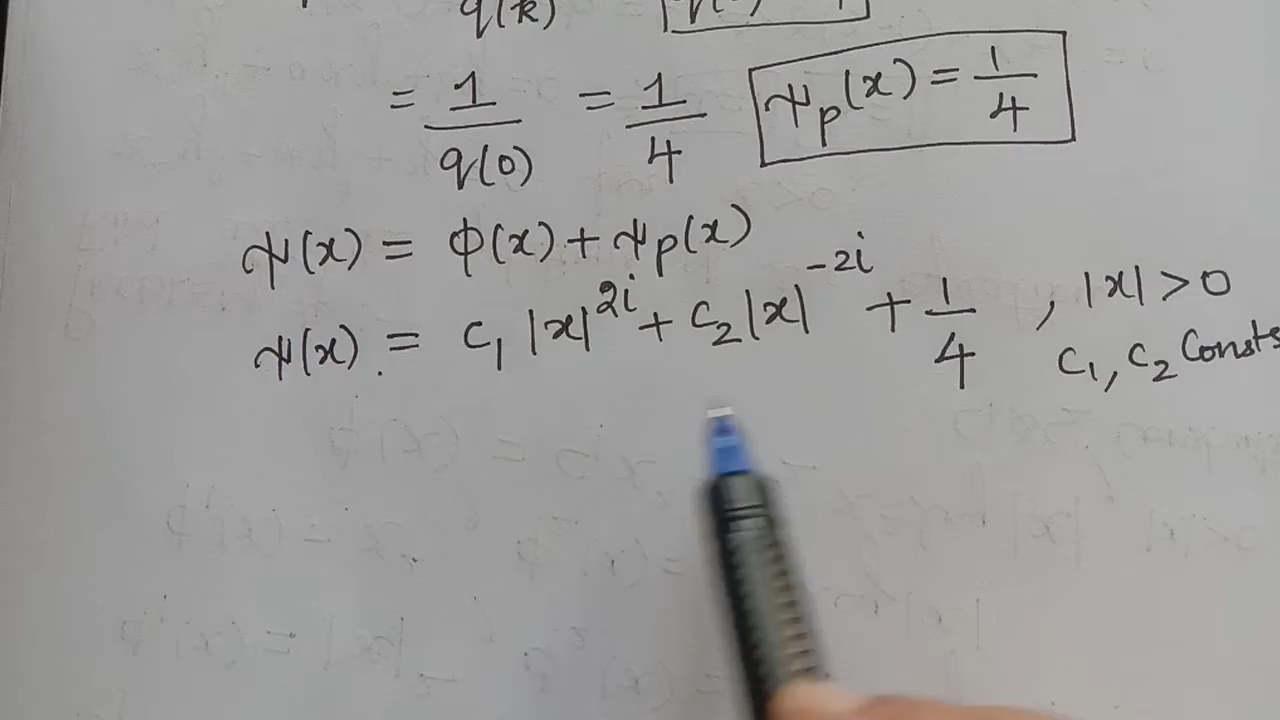 q(k)
= 1/q(0) = 1/4 ψp(x) = 1/4
ψ(x) = ϕ(x) + ψp(x)
ψ(x) = c₁ |x|²ⁱ + c₂ |x|⁻²ⁱ + 1/4 , |x| > 0
c₁, c₂ Consts